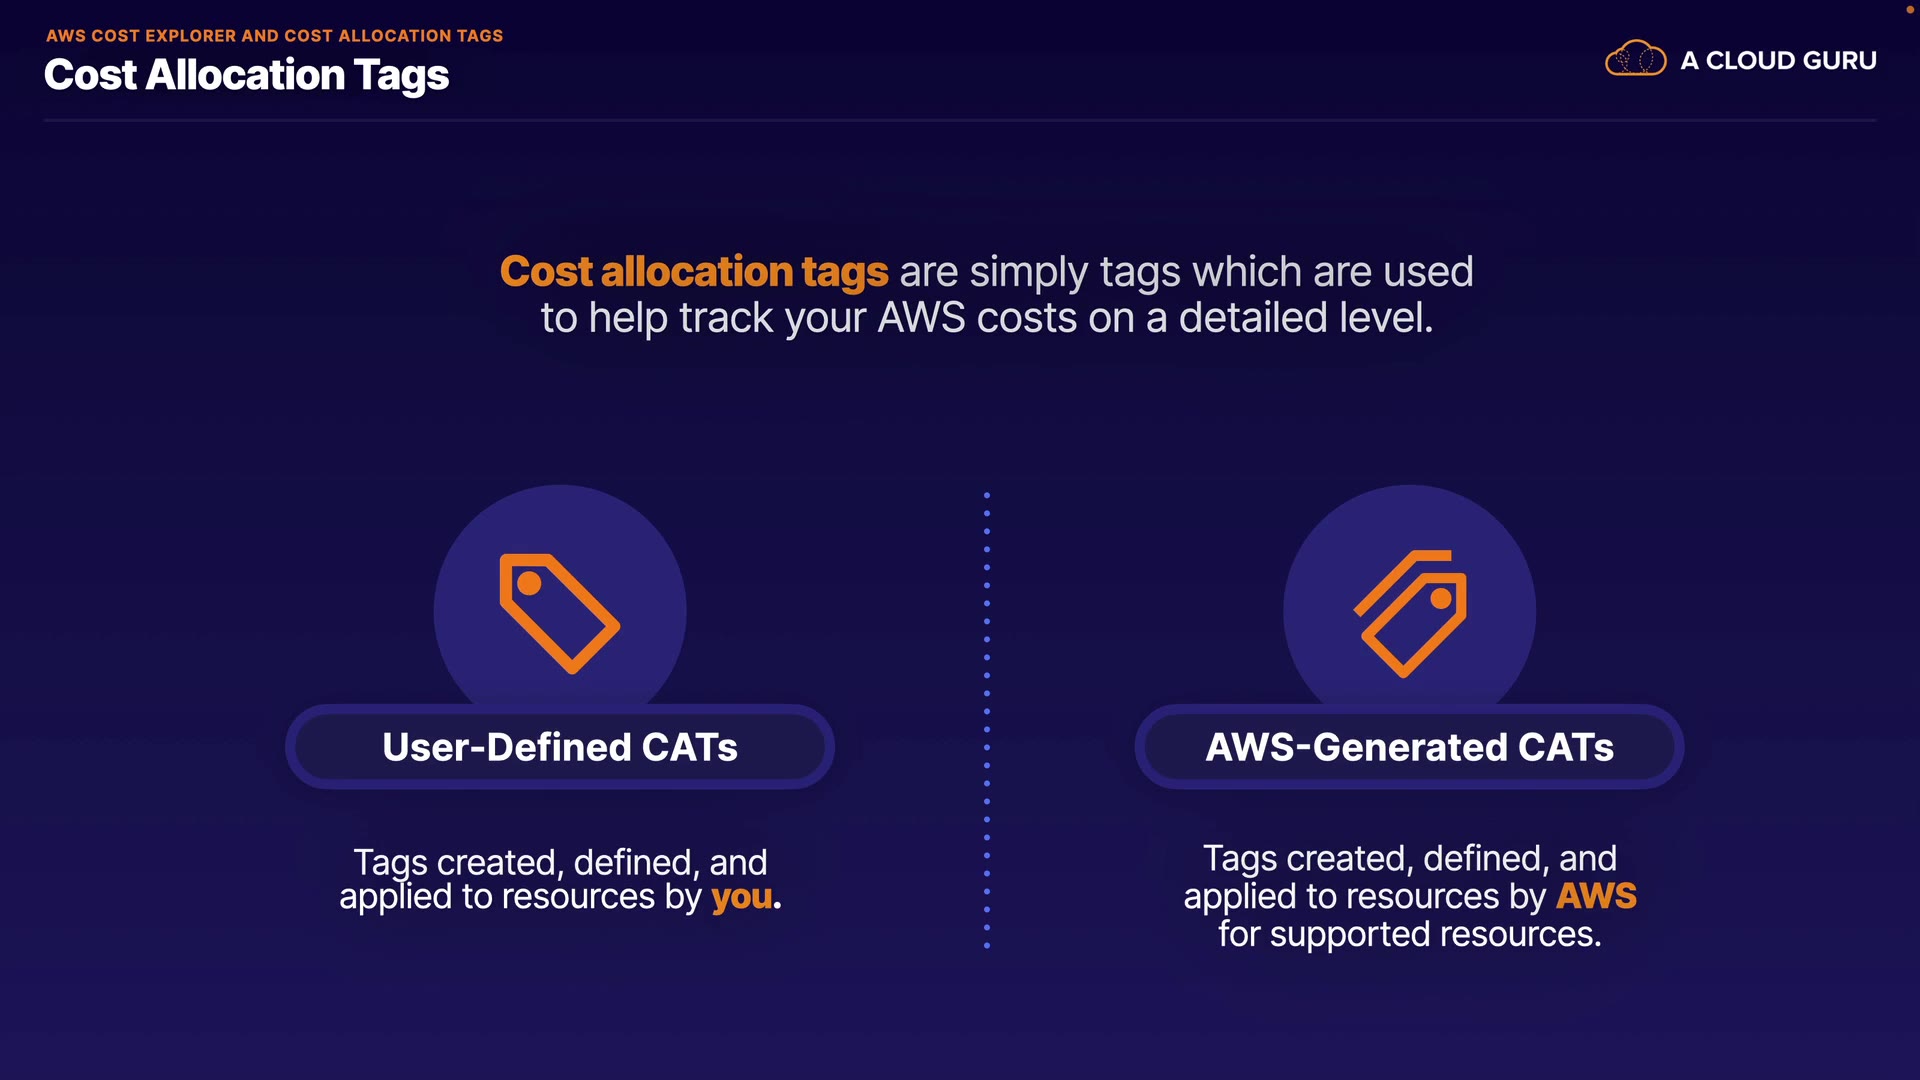 AWS COST EXPLORER AND COST ALLOCATION TAGS
Cost Allocation Tags
A CLOUD GURU
Cost allocation tags are simply tags which are used
to help track your AWS costs on a detailed level.
User-Defined CATs
Tags created, defined, and
applied to resources by you.
AWS-Generated CATs
Tags created, defined, and
applied to resources by AWS
for supported resources.